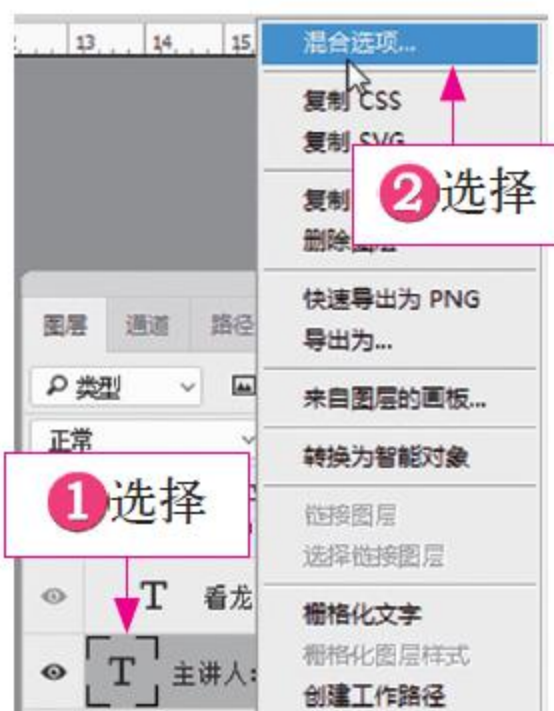 13 14 15
混合选项...
复制 CSS
复制 SVG
复制
删除图层
2 选择
快速导出为 PNG
导出为...
图层 通道 路径
类型
来自图层的画板...
正常
转换为智能对象
1 选择
链接图层
选择链接图层
T 看龙
栅格化文字
栅格化图层样式
T 主讲人:
创建工作路径